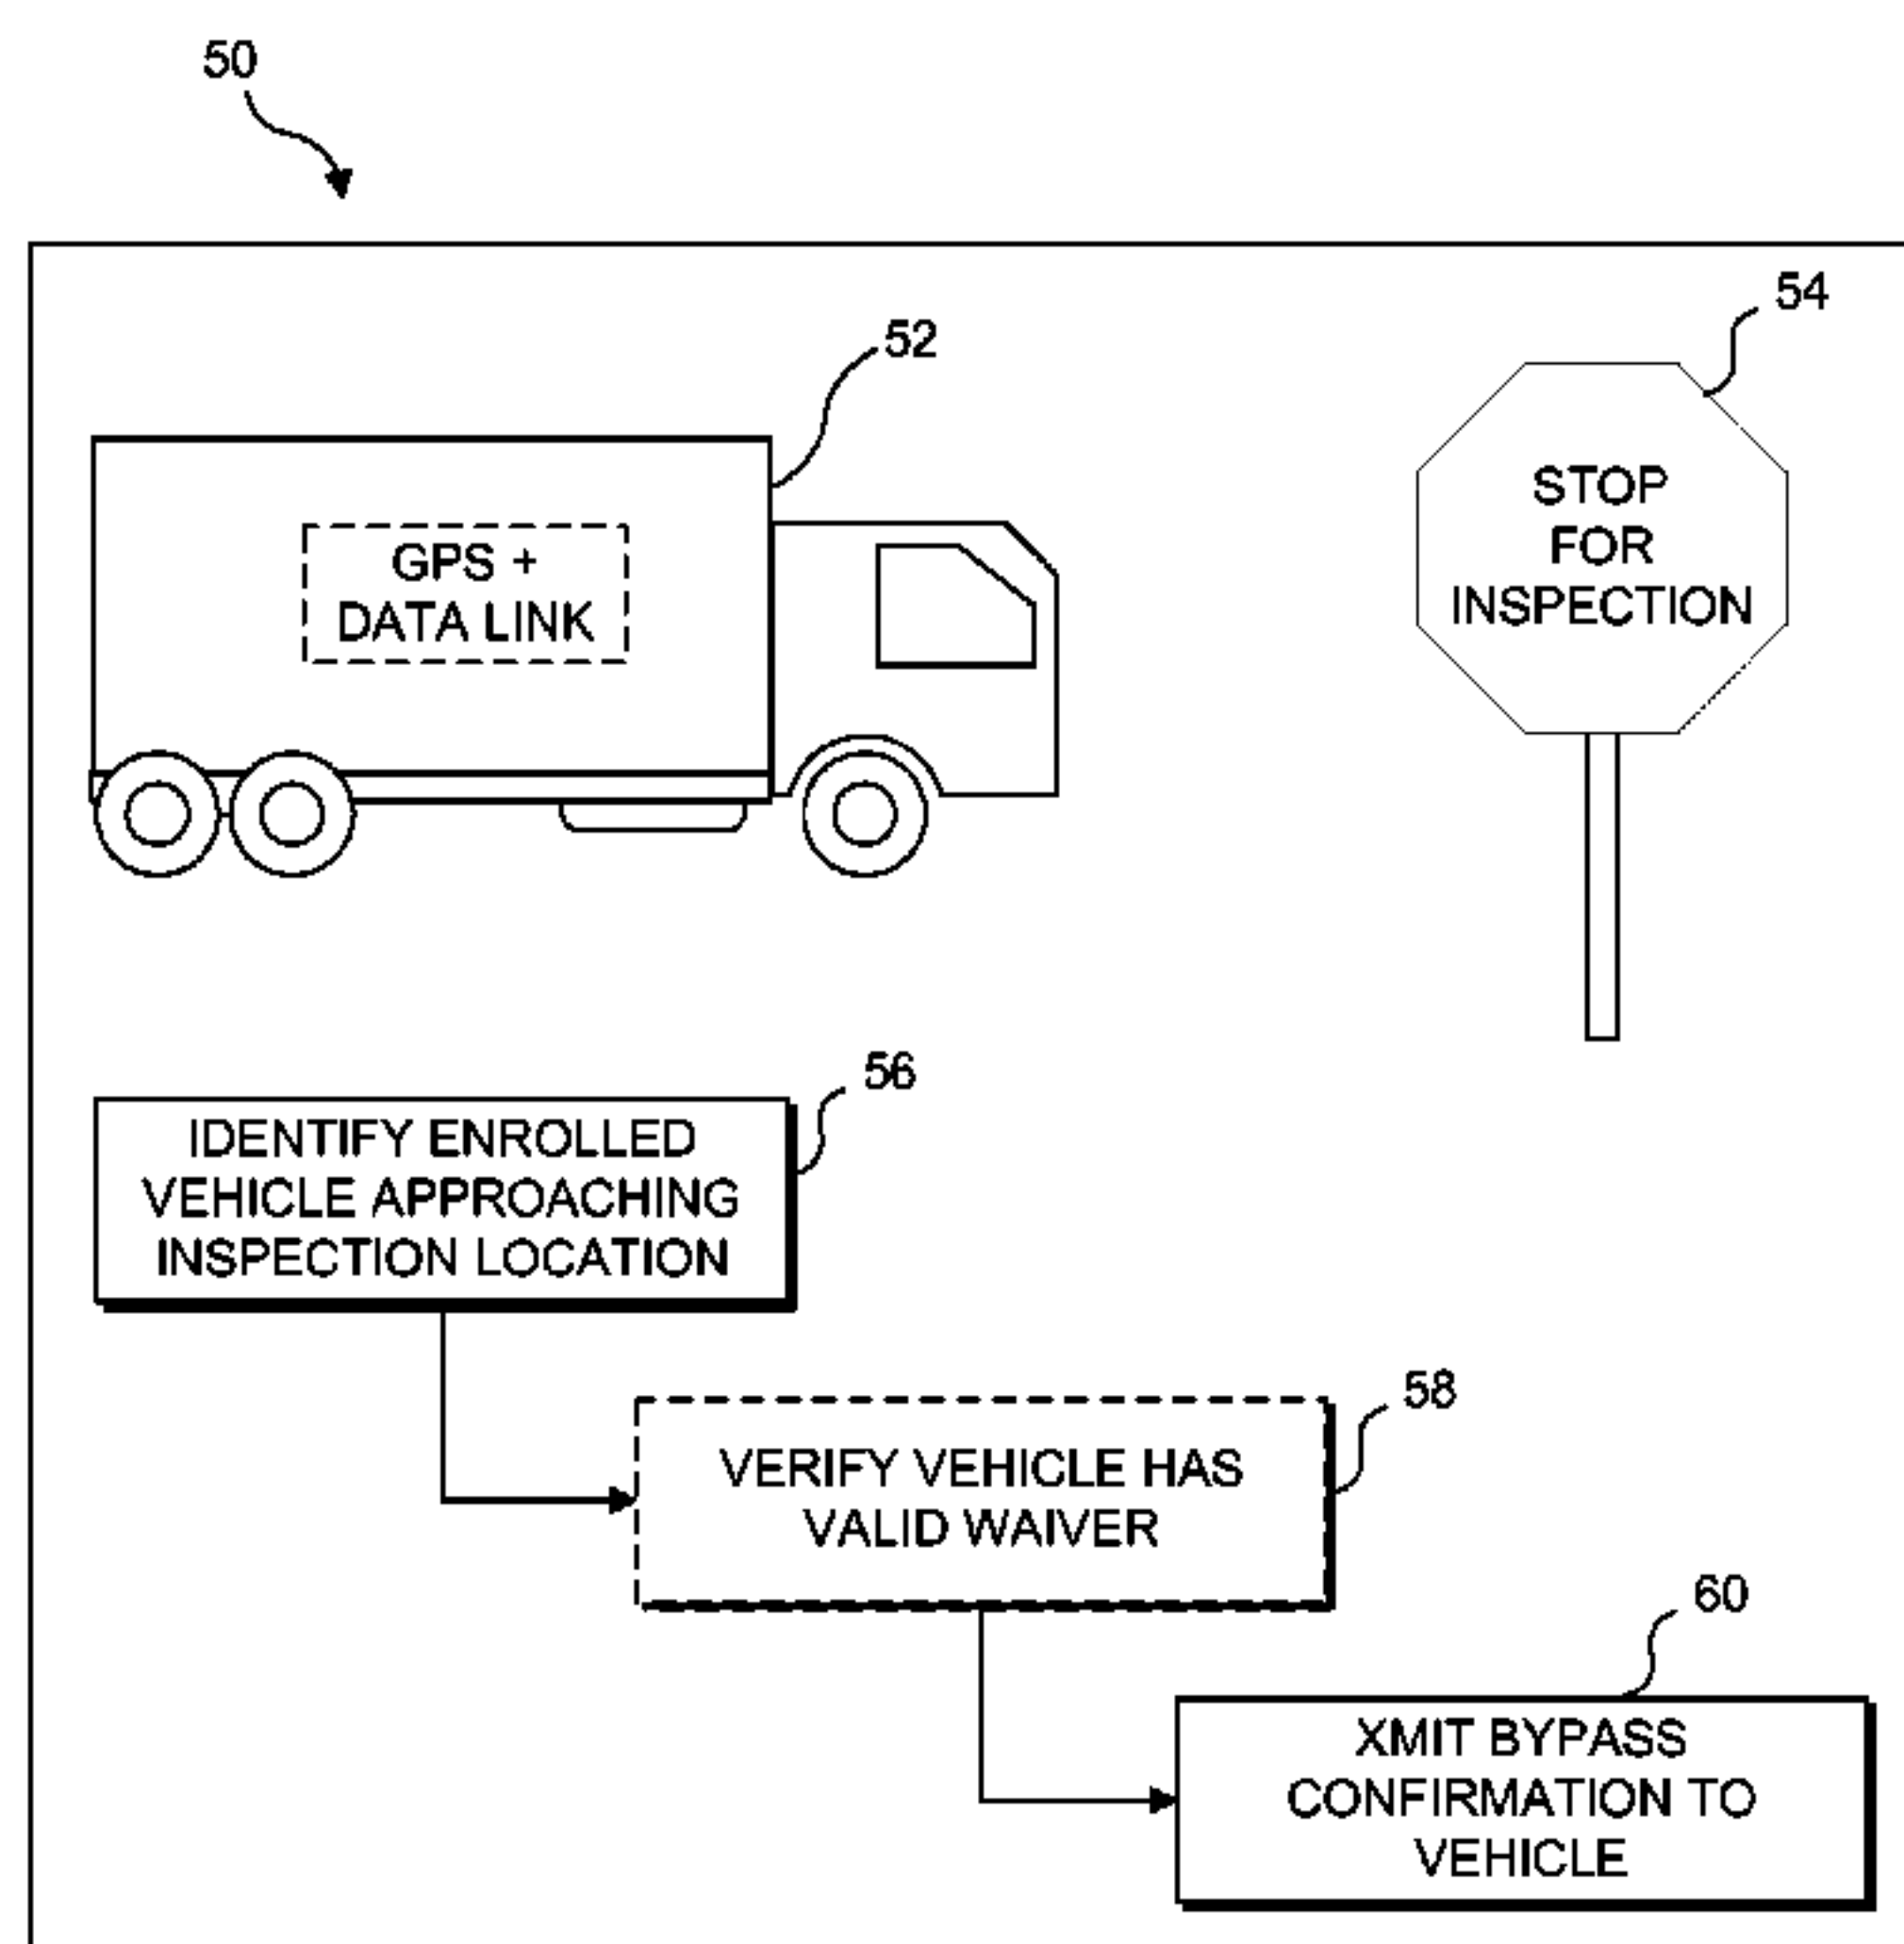 50
54
52
GPS +
DATA LINK
STOP
FOR
INSPECTION
56
IDENTIFY ENROLLED
VEHICLE APPROACHING
INSPECTION LOCATION
58
VERIFY VEHICLE HAS
VALID WAIVER
60
XMIT BYPASS
CONFIRMATION TO
VEHICLE